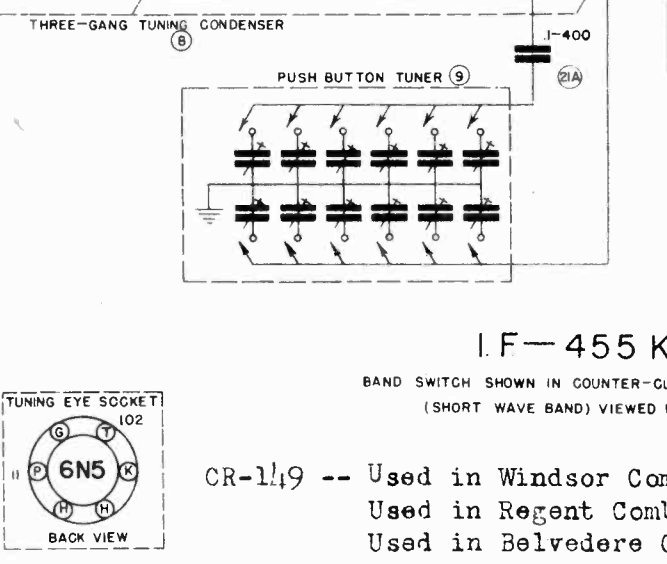 THREE-GANG TUNING CONDENSER
8
.1-400
21A
PUSH BUTTON TUNER 9
I.F-455 K
BAND SWITCH SHOWN IN COUNTER-CL
(SHORT WAVE BAND) VIEWED
TUNING EYE SOCKET
102
G T
P 6N5 K
H H
BACK VIEW
CR-149 -- Used in Windsor Com
Used in Regent Comb
Used in Belvedere C